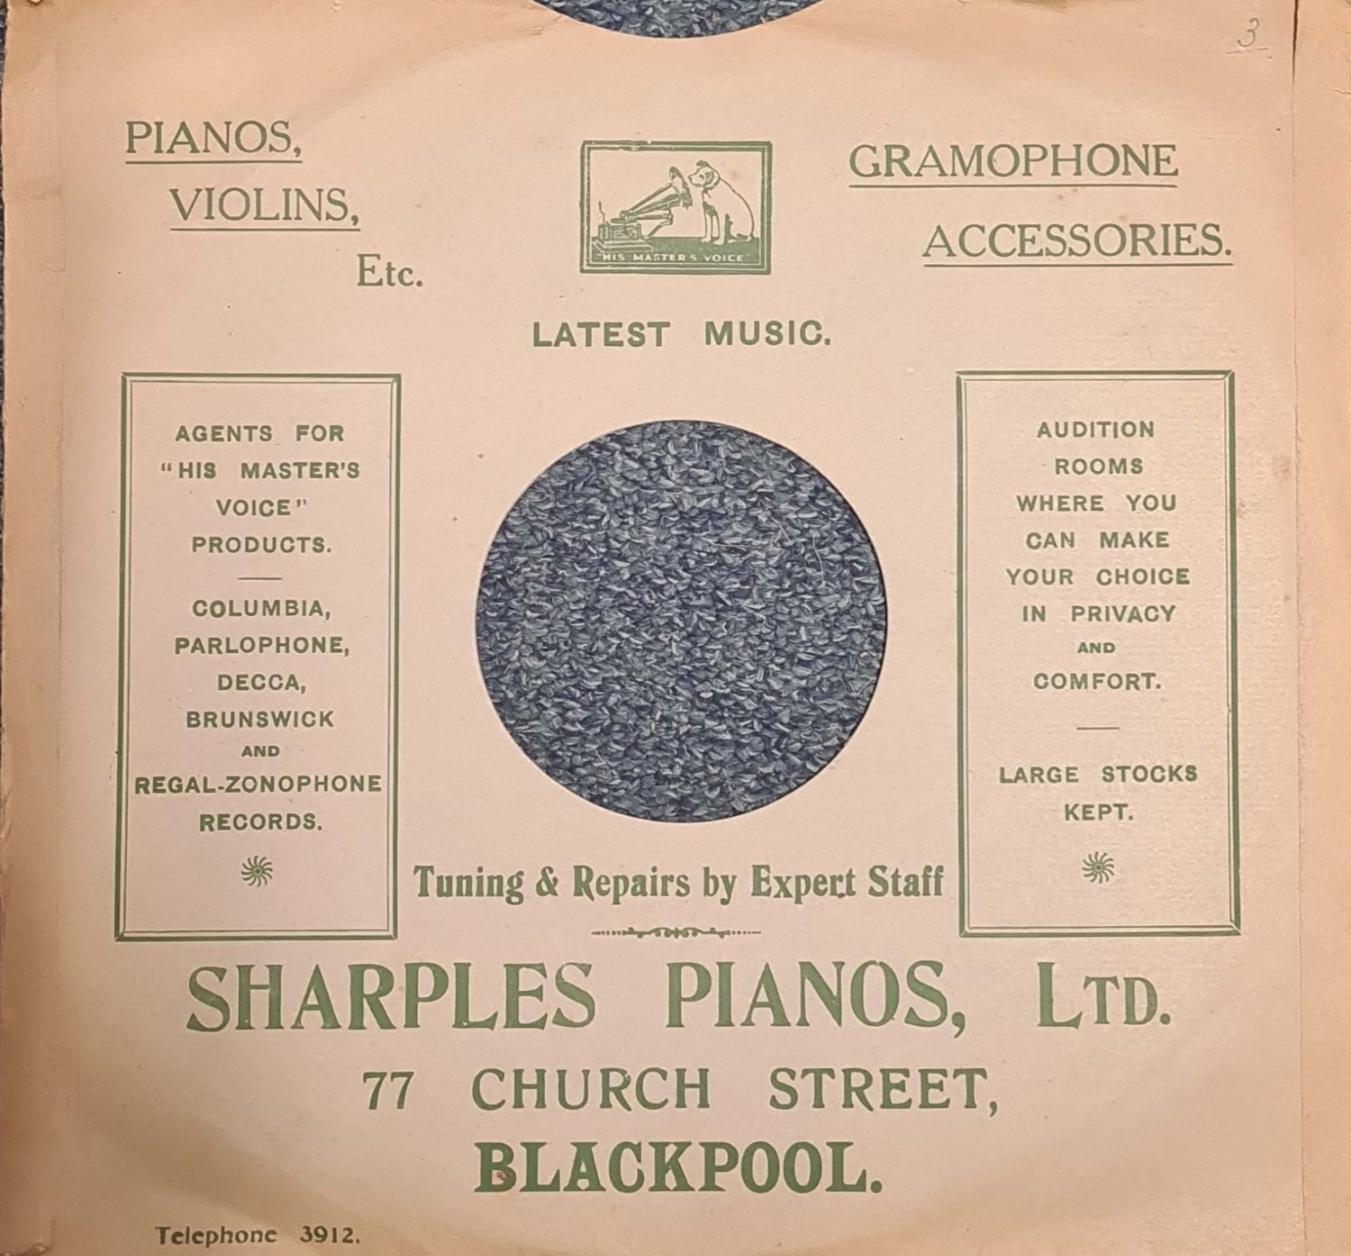 3
PIANOS,
VIOLINS,
Etc.
"HIS MASTER'S VOICE"
GRAMOPHONE
ACCESSORIES.
LATEST MUSIC.
AGENTS FOR
"HIS MASTER'S
VOICE"
PRODUCTS.
COLUMBIA,
PARLOPHONE,
DECCA,
BRUNSWICK
AND
REGAL-ZONOPHONE
RECORDS.
AUDITION
ROOMS
WHERE YOU
CAN MAKE
YOUR CHOICE
IN PRIVACY
AND
COMFORT.
LARGE STOCKS
KEPT.
Tuning & Repairs by Expert Staff
SHARPLES PIANOS, LTD.
77 CHURCH STREET,
BLACKPOOL.
Telephone 3912.